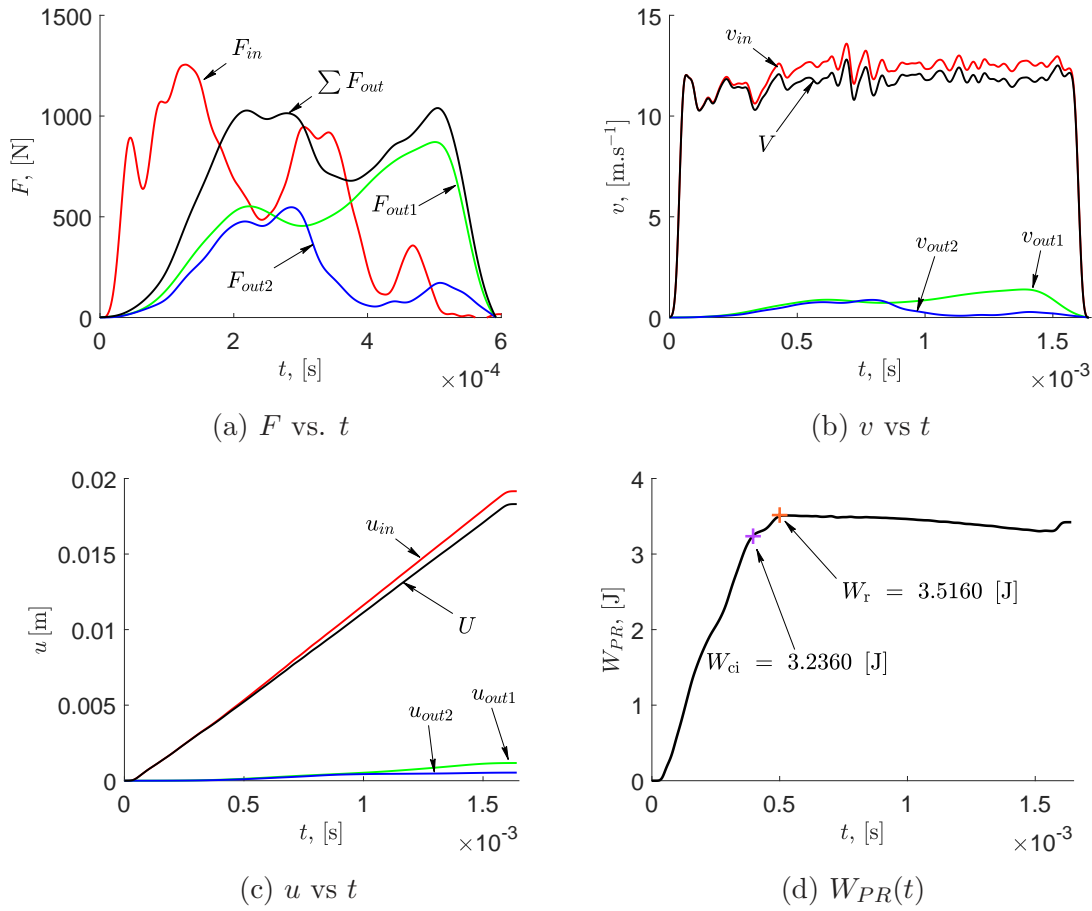 1500
1000
500
0
F, [N]
F_in
∑ F_out
F_out1
F_out2
0 2 4 6
t, [s]
×10^-4
(a) F vs. t
15
10
5
0
v, [m.s^−1]
v_in
V
v_out2
v_out1
0 0.5 1 1.5
t, [s]
×10^-3
(b) v vs t
0.02
0.015
0.01
0.005
0
u [m]
u_in
U
u_out1
u_out2
0 0.5 1 1.5
t, [s]
×10^-3
(c) u vs t
4
3
2
1
0
W_PR, [J]
W_r = 3.5160 [J]
W_ci = 3.2360 [J]
0 0.5 1 1.5
t, [s]
×10^-3
(d) W_PR(t)